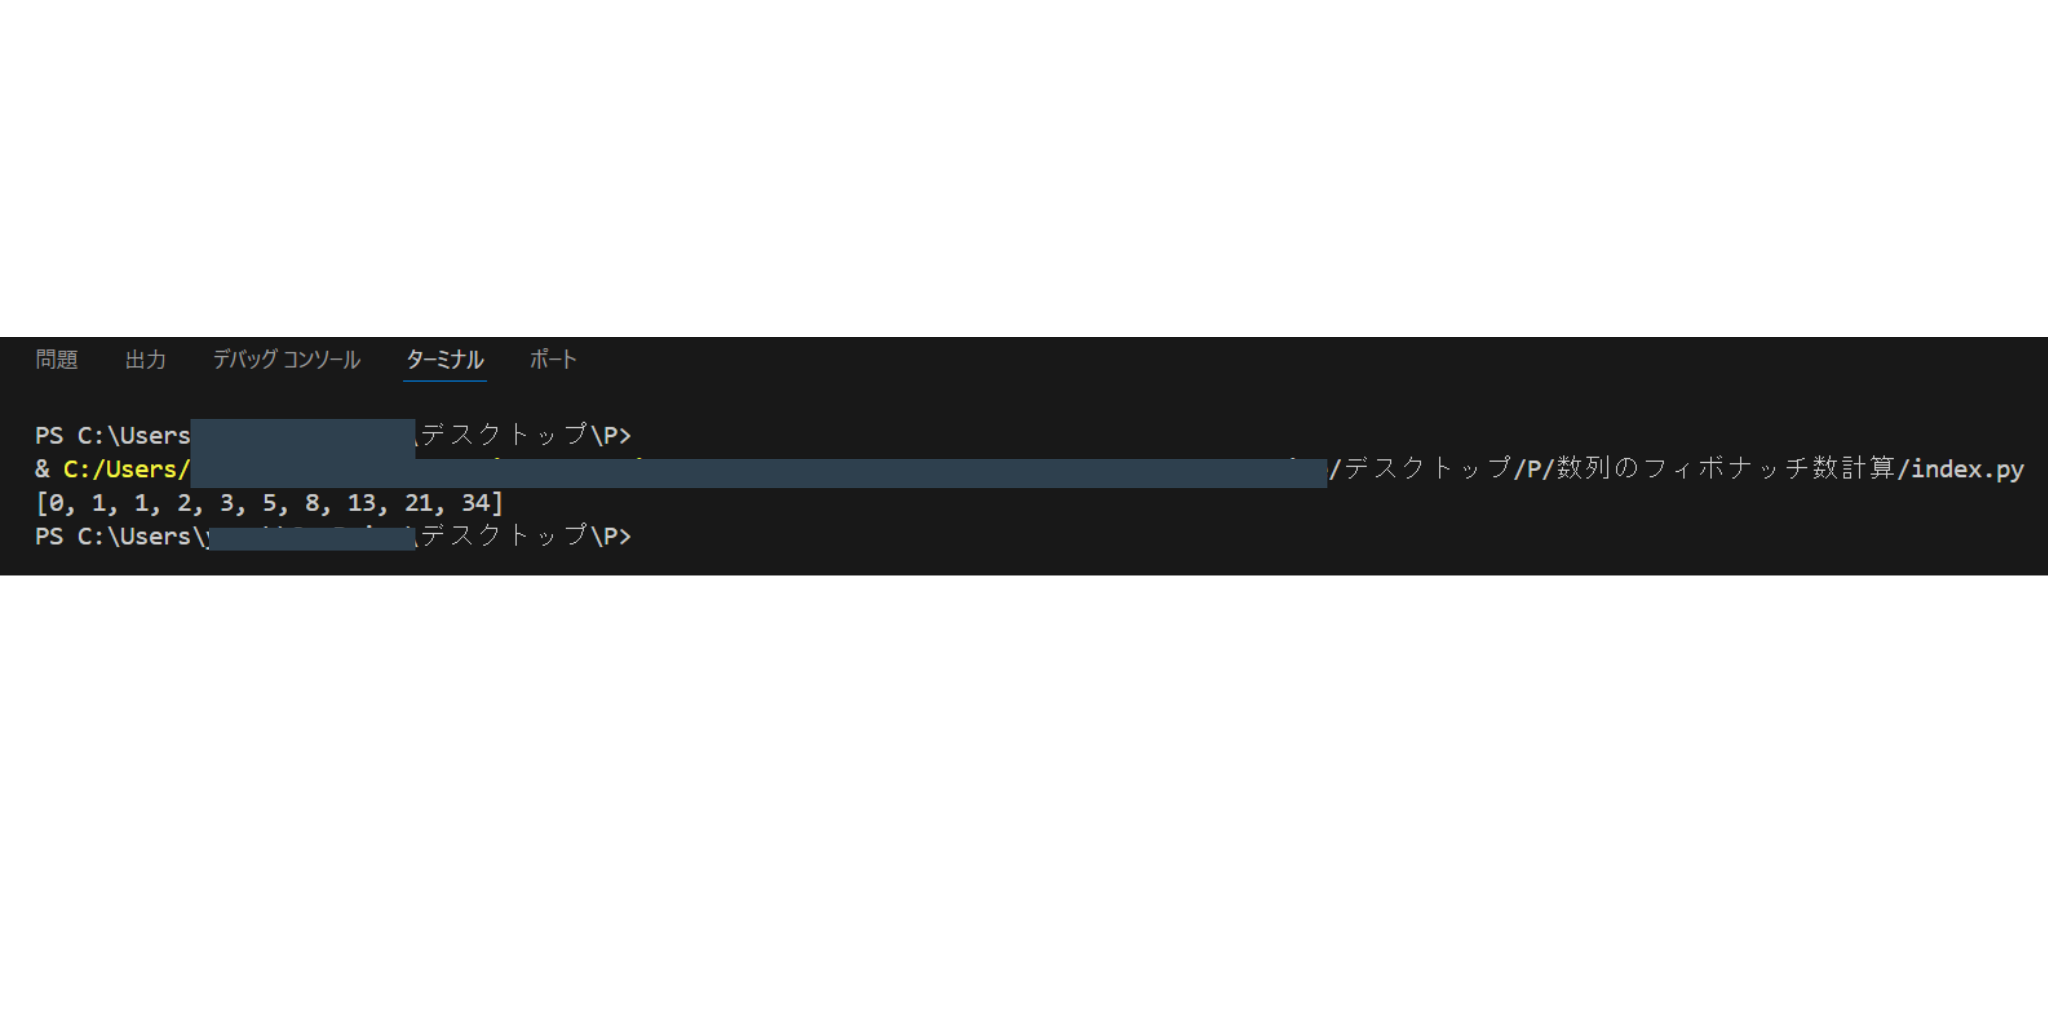 問題 出力 デバッグ コンソール ターミナル ポート
PS C:\Users \デスクトップ\P>
& C:/Users/ /デスクトップ/P/数列のフィボナッチ数計算/index.py
[0, 1, 1, 2, 3, 5, 8, 13, 21, 34]
PS C:\Users\ \デスクトップ\P>